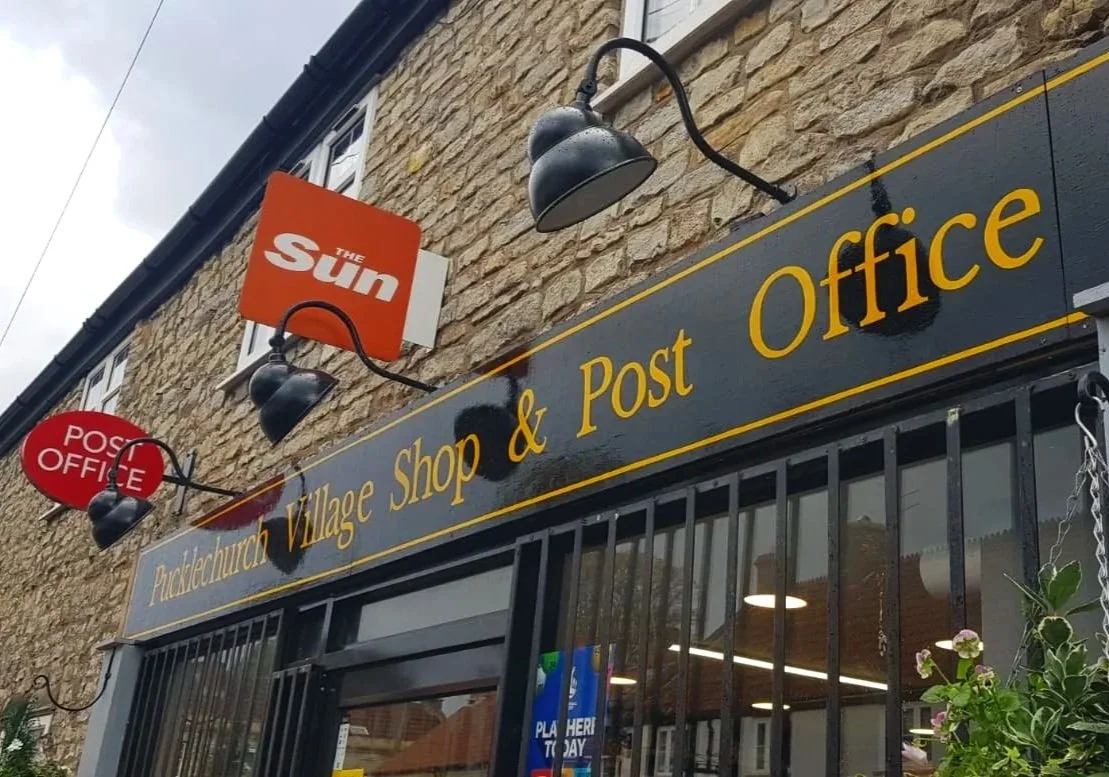 THE
Sun
POST
OFFICE
Pucklechurch Village Shop & Post Office
PLAY HERE
TODAY